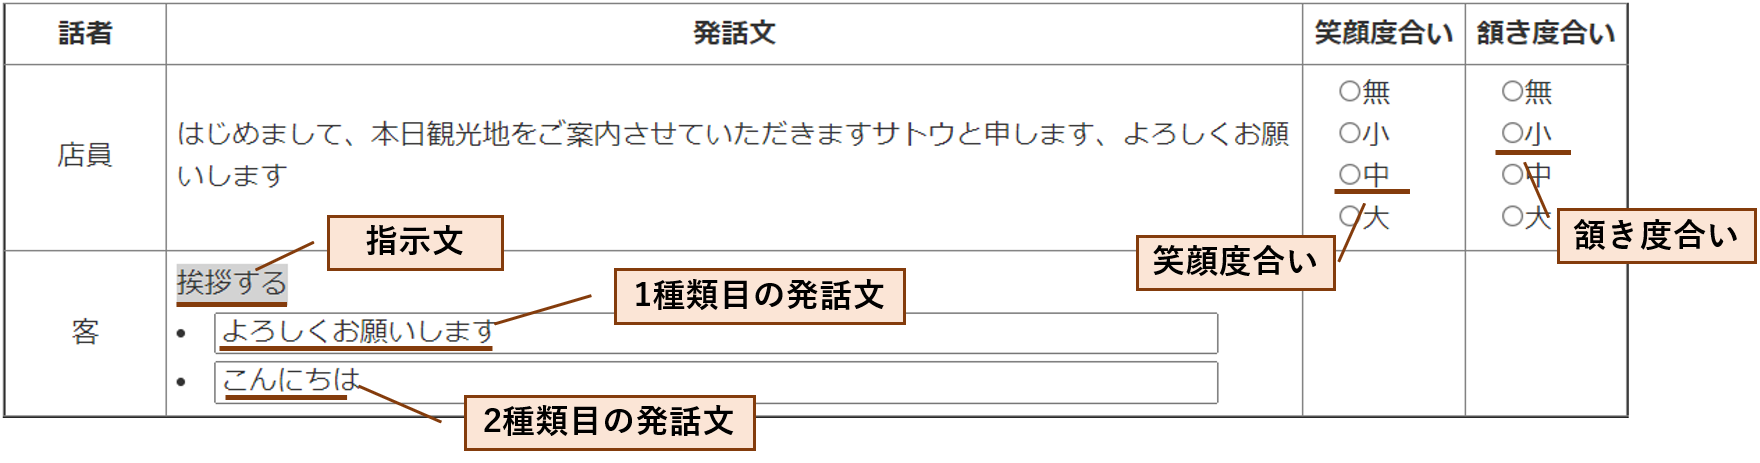 話者
発話文
笑顔度合い
頷き度合い
店員
はじめまして、本日観光地をご案内させていただきますサトウと申します、よろしくお願
いします
○無
○小
○中
○大
○無
○小
○中
○大
笑顔度合い
頷き度合い
客
挨拶する
指示文
• よろしくお願いします
1種類目の発話文
• こんにちは
2種類目の発話文